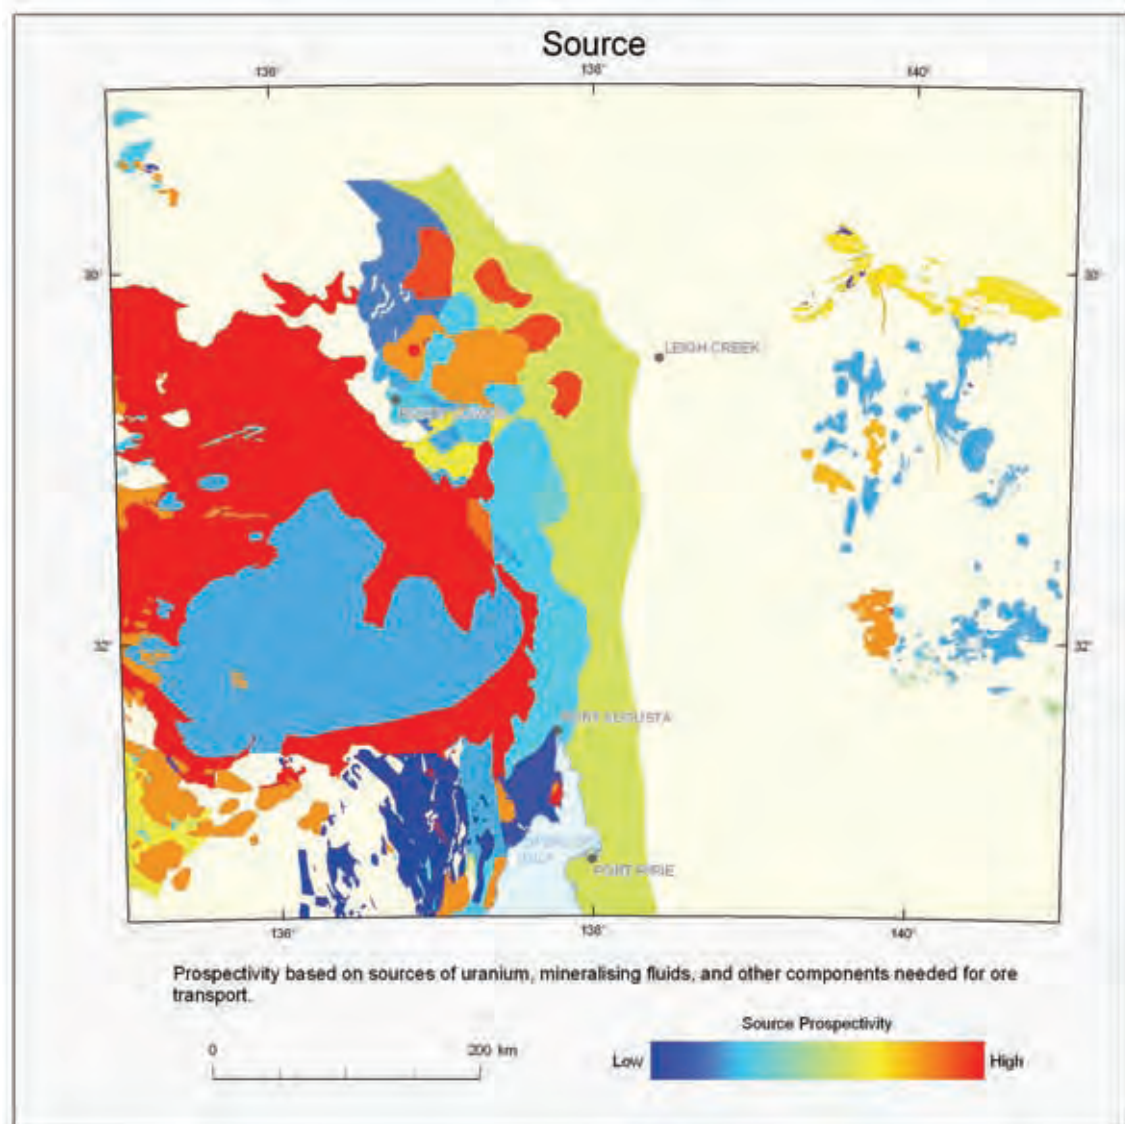 Source
136° 138° 140°
30° 30°
LEIGH CREEK
32° 32°
PORT AUGUSTA
PORT PIRIE
136° 138° 140°
Prospectivity based on sources of uranium, mineralising fluids, and other components needed for ore
transport.
Source Prospectivity
0 200 km
Low High